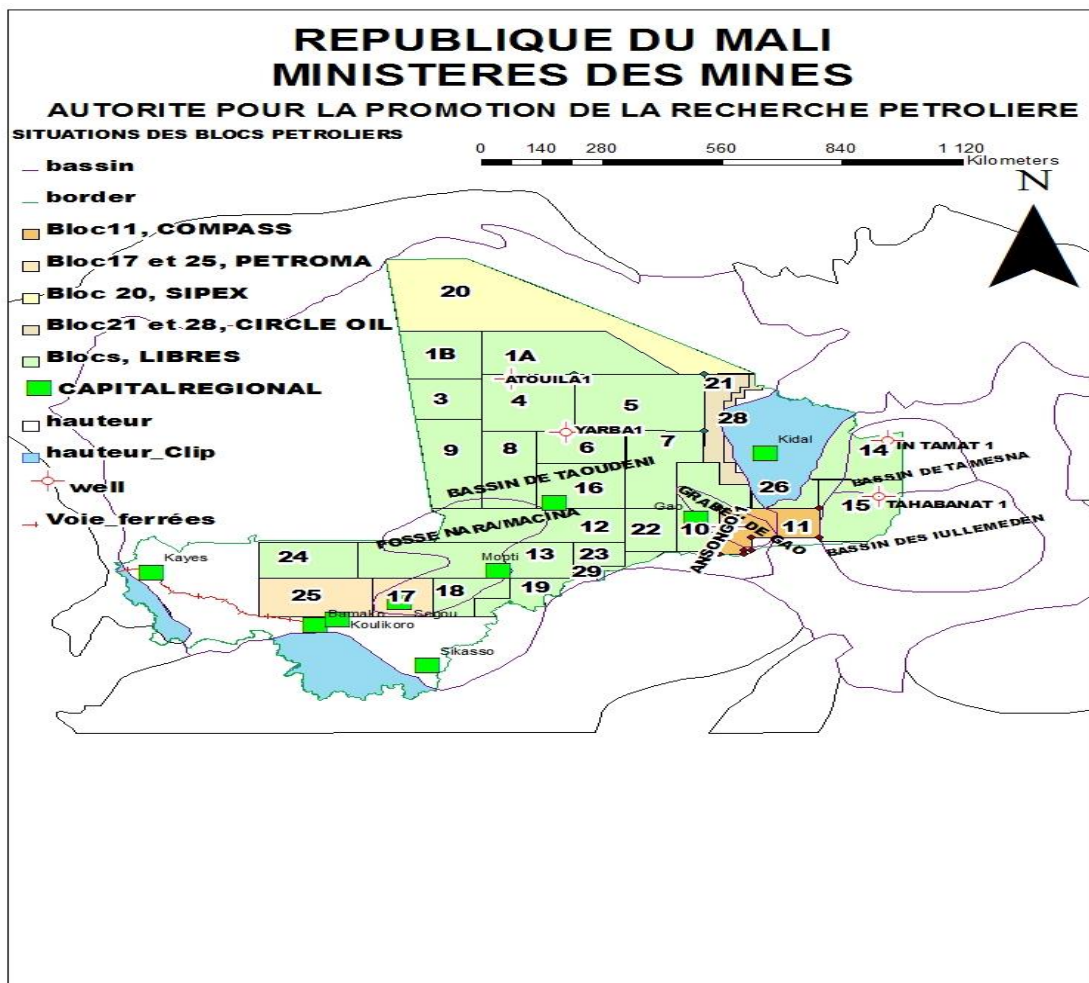 REPUBLIQUE DU MALI
MINISTERES DES MINES
AUTORITE POUR LA PROMOTION DE LA RECHERCHE PETROLIERE
SITUATIONS DES BLOCS PETROLIERS
bassin
border
Bloc11, COMPASS
Bloc17 et 25, PETROMA
Bloc 20, SIPEX
Bloc21 et 28, CIRCLE OIL
Blocs, LIBRES
CAPITALREGIONAL
hauteur
hauteur_Clip
well
Voie_ferrées
0 140 280 560 840 1 120
Kilometers
N
20
1B
1A
ATOUILA1
3
4
5
21
28
YARBA1
9
8
6
7
Kidal
14
IN TAMAT 1
BASSIN DE TAOUDENI
16
26
BASSIN DE TAMESNA
15
TAHABANAT 1
FOSSE NARA/MACINA
12
22
Gao
10
GRABEN DE GAO
ANSONGO1
11
BASSIN DES IULLEMEDEN
24
Mopti
13
23
29
Kayes
25
17
18
19
Bamako
Segou
Koulikoro
Sikasso